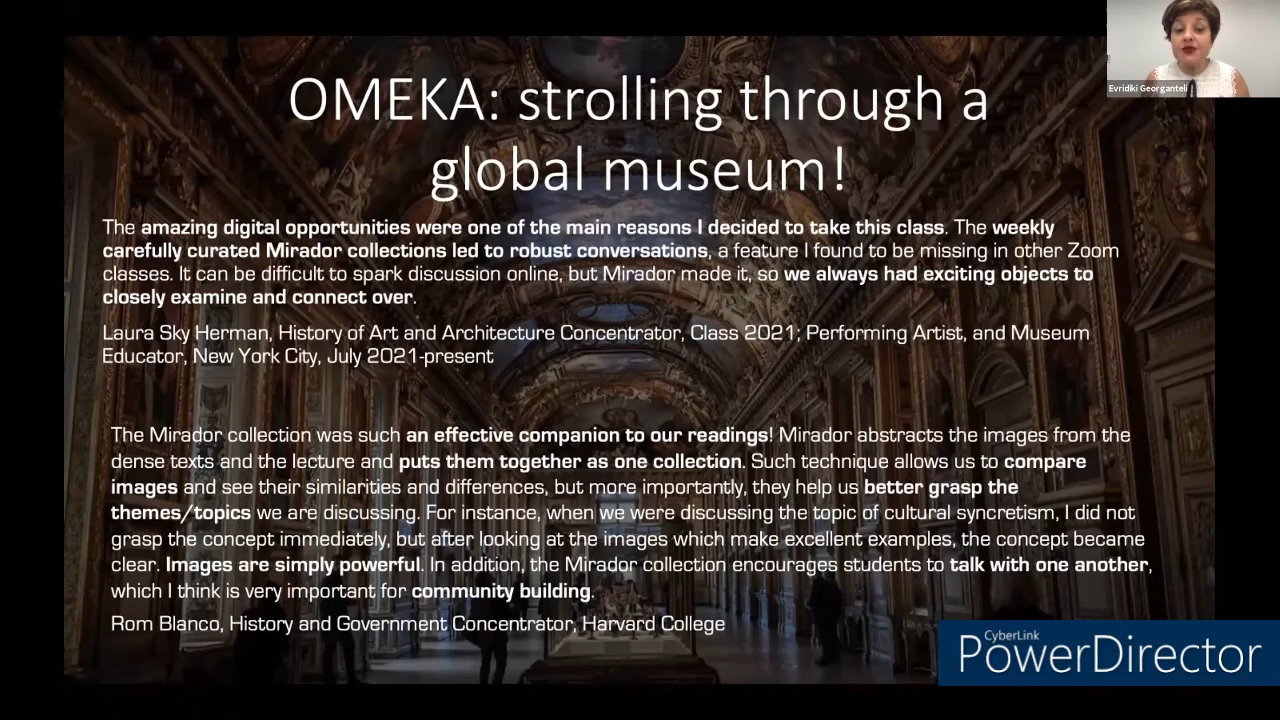 Evridiki Georganteli
OMEKA: strolling through a
global museum!
The amazing digital opportunities were one of the main reasons I decided to take this class. The weekly
carefully curated Mirador collections led to robust conversations, a feature I found to be missing in other Zoom
classes. It can be difficult to spark discussion online, but Mirador made it, so we always had exciting objects to
closely examine and connect over.
Laura Sky Herman, History of Art and Architecture Concentrator, Class 2021; Performing Artist, and Museum
Educator, New York City, July 2021-present
The Mirador collection was such an effective companion to our readings! Mirador abstracts the images from the
dense texts and the lecture and puts them together as one collection. Such technique allows us to compare
images and see their similarities and differences, but more importantly, they help us better grasp the
themes/topics we are discussing. For instance, when we were discussing the topic of cultural syncretism, I did not
grasp the concept immediately, but after looking at the images which make excellent examples, the concept became
clear. Images are simply powerful. In addition, the Mirador collection encourages students to talk with one another,
which I think is very important for community building.
Rom Blanco, History and Government Concentrator, Harvard College
CyberLink
PowerDirector